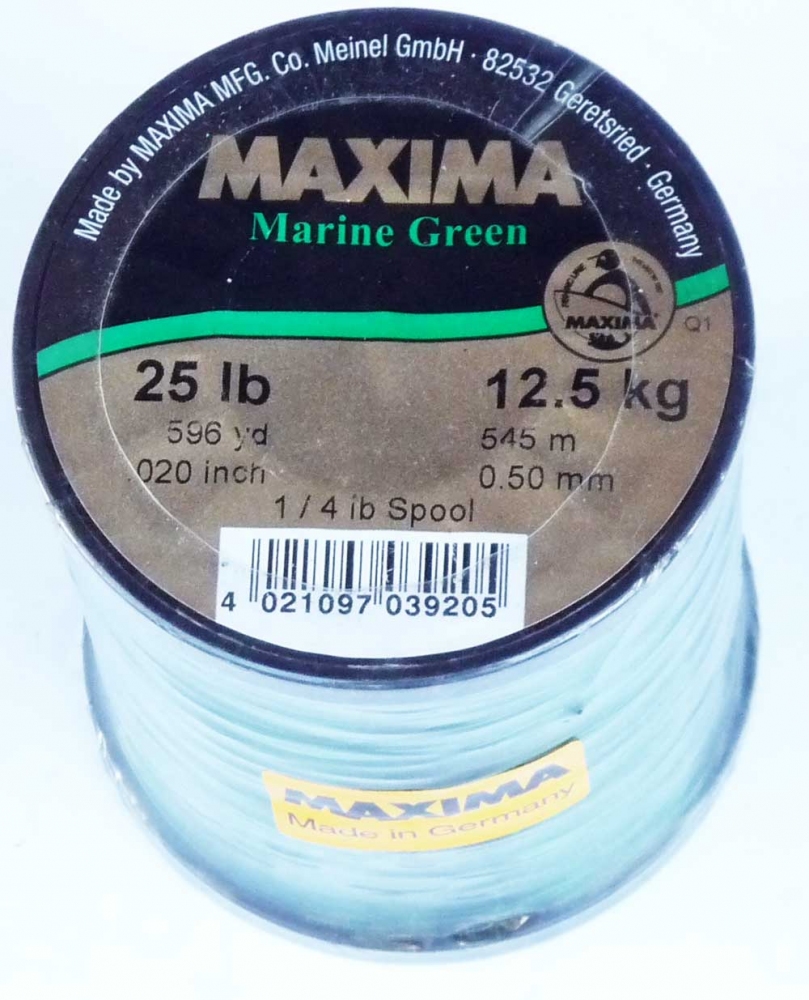 Made by MAXIMA MFG. Co. Meinel GmbH · 82532 Geretsried · Germany
MAXIMA
Marine Green
MAXIMA
Q1
25 lb 12.5 kg
596 yd 545 m
.020 inch 0.50 mm
1 / 4 ib Spool
4 021097 039205
MAXIMA
Made in Germany